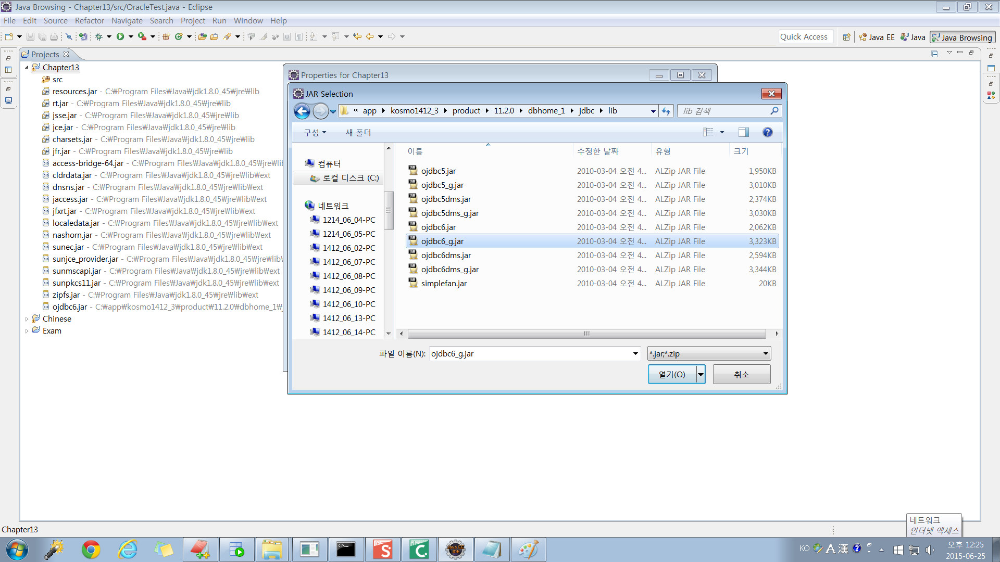 Java Browsing - Chapter13/src/OracleTest.java - Eclipse
File Edit Source Refactor Navigate Search Project Run Window Help
Quick Access Java EE Java Java Browsing
Projects
Chapter13
src
resources.jar - C:₩Program Files₩Java₩jdk1.8.0_45₩jre₩lib
rt.jar - C:₩Program Files₩Java₩jdk1.8.0_45₩jre₩lib
jsse.jar - C:₩Program Files₩Java₩jdk1.8.0_45₩jre₩lib
jce.jar - C:₩Program Files₩Java₩jdk1.8.0_45₩jre₩lib
charsets.jar - C:₩Program Files₩Java₩jdk1.8.0_45₩jre₩lib
jfr.jar - C:₩Program Files₩Java₩jdk1.8.0_45₩jre₩lib
access-bridge-64.jar - C:₩Program Files₩Java₩jdk1.8.0_45₩jre₩li
cldrdata.jar - C:₩Program Files₩Java₩jdk1.8.0_45₩jre₩lib₩ext
dnsns.jar - C:₩Program Files₩Java₩jdk1.8.0_45₩jre₩lib₩ext
jaccess.jar - C:₩Program Files₩Java₩jdk1.8.0_45₩jre₩lib₩ext
jfxrt.jar - C:₩Program Files₩Java₩jdk1.8.0_45₩jre₩lib₩ext
localedata.jar - C:₩Program Files₩Java₩jdk1.8.0_45₩jre₩lib₩ext
nashorn.jar - C:₩Program Files₩Java₩jdk1.8.0_45₩jre₩lib₩ext
sunec.jar - C:₩Program Files₩Java₩jdk1.8.0_45₩jre₩lib₩ext
sunjce_provider.jar - C:₩Program Files₩Java₩jdk1.8.0_45₩jre₩lib₩
sunmscapi.jar - C:₩Program Files₩Java₩jdk1.8.0_45₩jre₩lib₩ext
sunpkcs11.jar - C:₩Program Files₩Java₩jdk1.8.0_45₩jre₩lib₩ext
zipfs.jar - C:₩Program Files₩Java₩jdk1.8.0_45₩jre₩lib₩ext
ojdbc6.jar - C:₩app₩kosmo1412_3₩product₩11.2.0₩dbhome_1₩
Chinese
Exam
Properties for Chapter13
JAR Selection
« app kosmo1412_3 product 11.2.0 dbhome_1 jdbc lib
lib 검색
구성 새 폴더
컴퓨터
로컬 디스크 (C:)
네트워크
1214_06_04-PC
1214_06_05-PC
1412_06_02-PC
1412_06_07-PC
1412_06_08-PC
1412_06_09-PC
1412_06_10-PC
1412_06_13-PC
1412_06_14-PC
이름 수정한 날짜 유형 크기
ojdbc5.jar 2010-03-04 오전 4... ALZip JAR File 1,950KB
ojdbc5_g.jar 2010-03-04 오전 4... ALZip JAR File 3,010KB
ojdbc5dms.jar 2010-03-04 오전 4... ALZip JAR File 2,374KB
ojdbc5dms_g.jar 2010-03-04 오전 4... ALZip JAR File 3,030KB
ojdbc6.jar 2010-03-04 오전 4... ALZip JAR File 2,062KB
ojdbc6_g.jar 2010-03-04 오전 4... ALZip JAR File 3,323KB
ojdbc6dms.jar 2010-03-04 오전 4... ALZip JAR File 2,594KB
ojdbc6dms_g.jar 2010-03-04 오전 4... ALZip JAR File 3,344KB
simplefan.jar 2010-03-04 오전 4... ALZip JAR File 20KB
파일 이름(N): ojdbc6_g.jar *.jar;*.zip
열기(O) 취소
Chapter13
네트워크
인터넷 액세스
KO A 漢
오후 12:25
2015-06-25